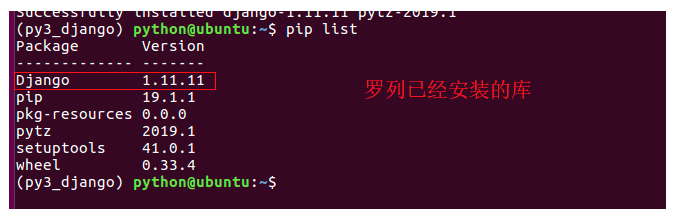 Successfully installed django-1.11.11 pytz-2019.1
(py3_django) python@ubuntu:~$ pip list
Package       Version
------------- -------
Django        1.11.11
pip           19.1.1
pkg-resources 0.0.0
pytz          2019.1
setuptools    41.0.1
wheel         0.33.4
(py3_django) python@ubuntu:~$
罗列已经安装的库